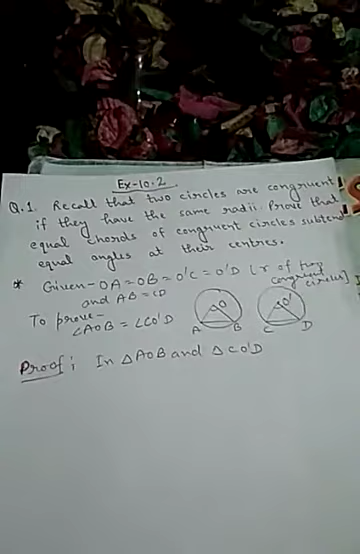 Ex-10.2
Q.1. Recall that two circles are congruent
if they have the same radii. Prove that
equal chords of congruent circles subtend
equal angles at their centres.
* Given- OA = OB = O'C = O'D (r of two congruent circles)
and AB = CD
To prove-
∠AOB = ∠CO'D
O
A B
O'
C D
Proof: In △AOB and △CO'D